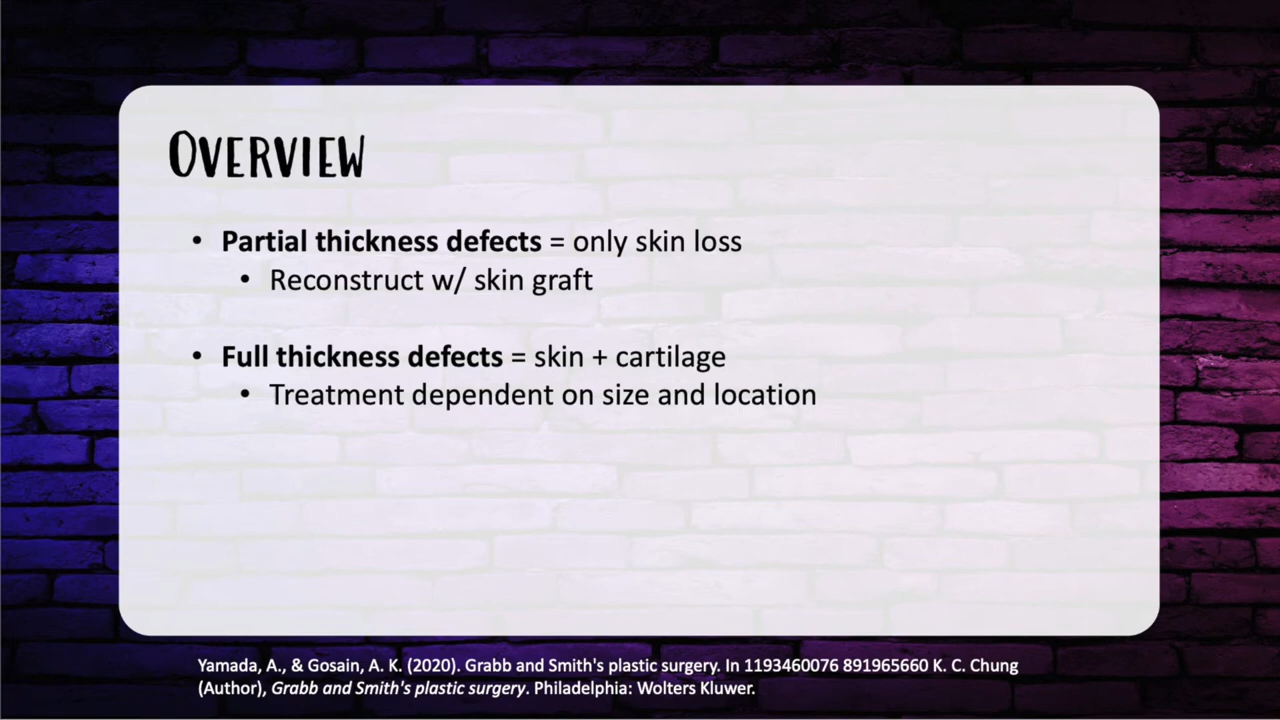 OVERVIEW
• Partial thickness defects = only skin loss
• Reconstruct w/ skin graft
• Full thickness defects = skin + cartilage
• Treatment dependent on size and location
Yamada, A., & Gosain, A. K. (2020). Grabb and Smith's plastic surgery. In 1193460076 891965660 K. C. Chung
(Author), Grabb and Smith's plastic surgery. Philadelphia: Wolters Kluwer.